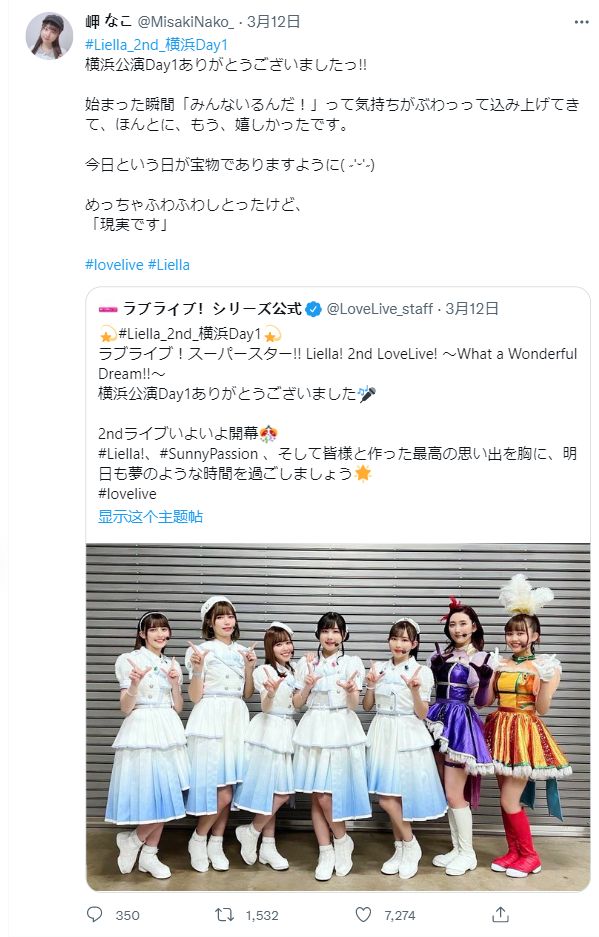 岬 なこ @MisakiNako_ · 3月12日
#Liella_2nd_横浜Day1
横浜公演Day1ありがとうございましたっ!!
始まった瞬間「みんないるんだ！」って気持ちがぶわっって込み上げてき
て、ほんとに、もう、嬉しかったです。
今日という日が宝物でありますように( ˶'ᵕ'˶)
めっちゃふわふわしとったけど、
「現実です」
#lovelive #Liella
ラブライブ！シリーズ公式 @LoveLive_staff · 3月12日
💫#Liella_2nd_横浜Day1💫
ラブライブ！スーパースター!! Liella! 2nd LoveLive! ～What a Wonderful
Dream!!～
横浜公演Day1ありがとうございました🎤
2ndライブいよいよ開幕🎊
#Liella!、#SunnyPassion 、そして皆様と作った最高の思い出を胸に、明
日も夢のような時間を過ごしましょう🌟
#lovelive
显示这个主题帖
350 1,532 7,274